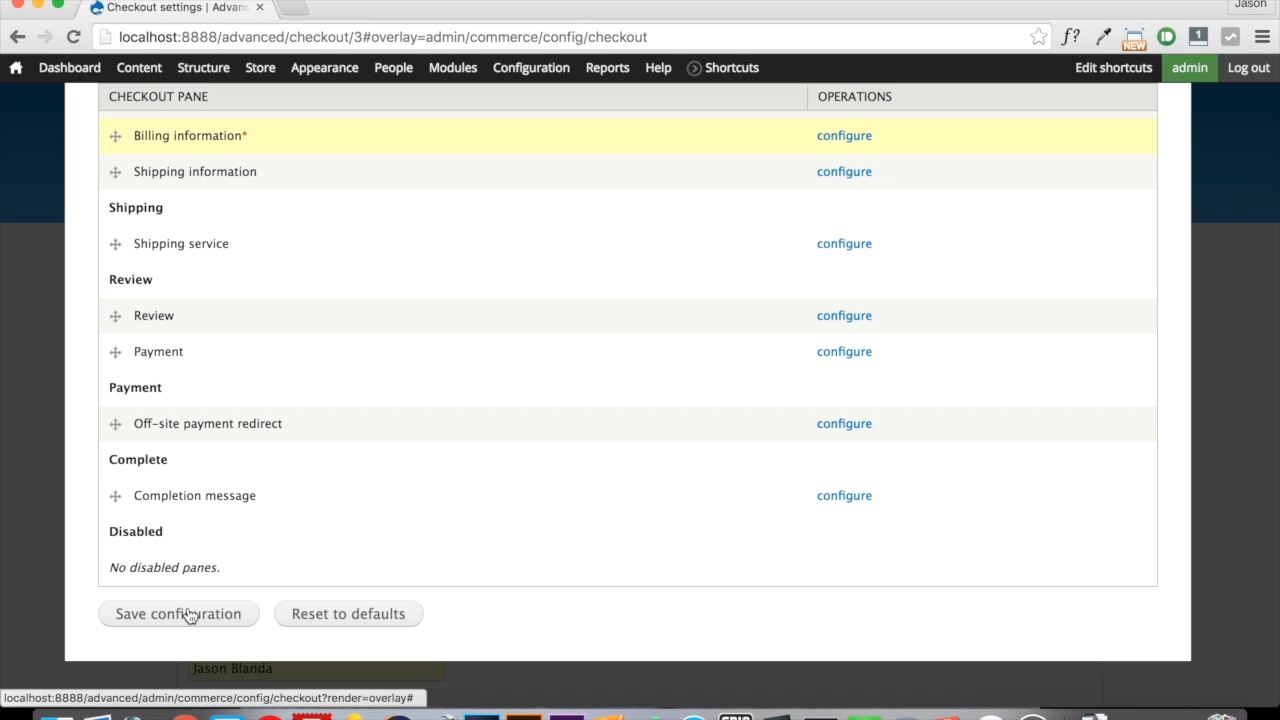 Checkout settings | Advan
Jason
localhost:8888/advanced/checkout/3#overlay=admin/commerce/config/checkout
f?
NEW
1
Dashboard Content Structure Store Appearance People Modules Configuration Reports Help Shortcuts Edit shortcuts admin Log out
CHECKOUT PANE OPERATIONS
Billing information* configure
Shipping information configure
Shipping
Shipping service configure
Review
Review configure
Payment configure
Payment
Off-site payment redirect configure
Complete
Completion message configure
Disabled
No disabled panes.
Save configuration Reset to defaults
Jason Blanda
localhost:8888/advanced/admin/commerce/config/checkout?render=overlay#
EPIC